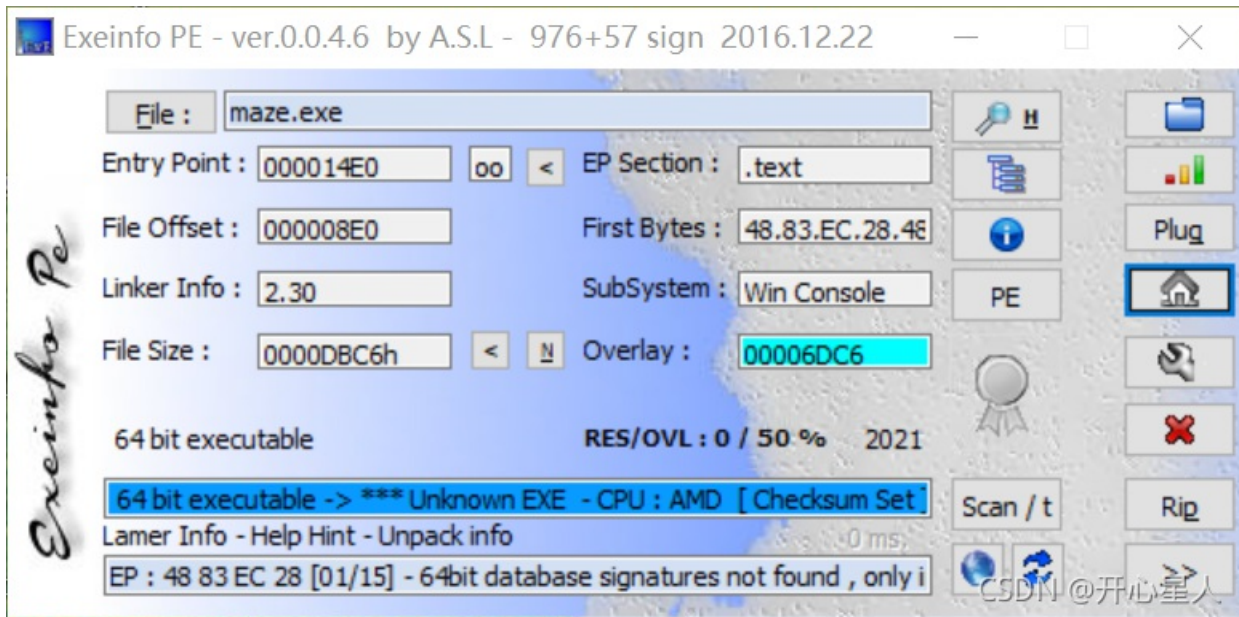 Exeinfo PE - ver.0.0.4.6 by A.S.L - 976+57 sign 2016.12.22
File : maze.exe H
Entry Point : 000014E0 oo < EP Section : .text
File Offset : 000008E0 First Bytes : 48.83.EC.28.48 Plug
Linker Info : 2.30 SubSystem : Win Console PE
File Size : 0000DBC6h < N Overlay : 00006DC6
Exeinfo Pe
64 bit executable RES/OVL : 0 / 50 % 2021
64 bit executable -> *** Unknown EXE - CPU : AMD [ Checksum Set ] Scan / t Rip
Lamer Info - Help Hint - Unpack info 0 ms.
EP : 48 83 EC 28 [01/15] - 64bit database signatures not found , only i >>
CSDN @开心星人